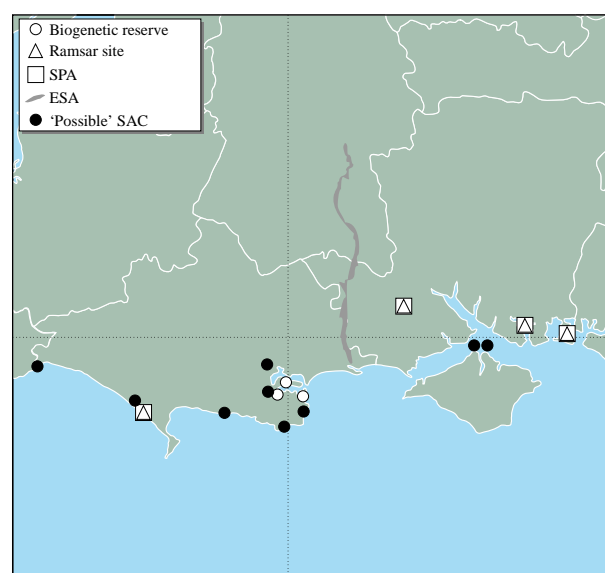 Biogenetic reserve
Ramsar site
SPA
ESA
‘Possible’ SAC